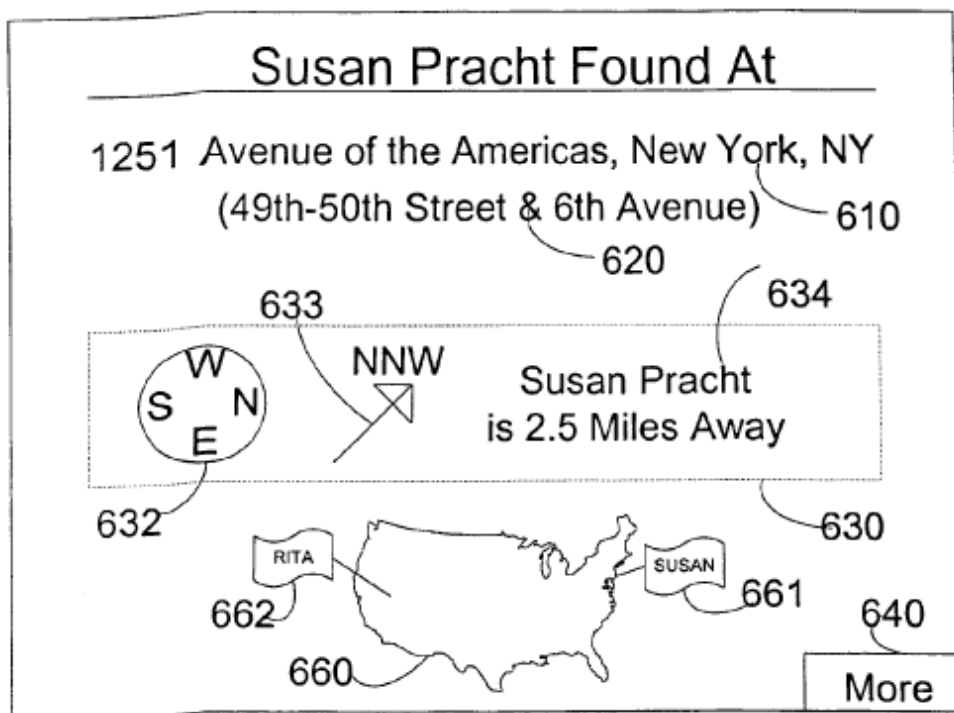 Susan Pracht Found At
1251 Avenue of the Americas, New York, NY
(49th-50th Street & 6th Avenue)
610
620
633
634
W
NNW
S N
E
Susan Pracht
is 2.5 Miles Away
632
630
RITA
SUSAN
662
661
660
640
More